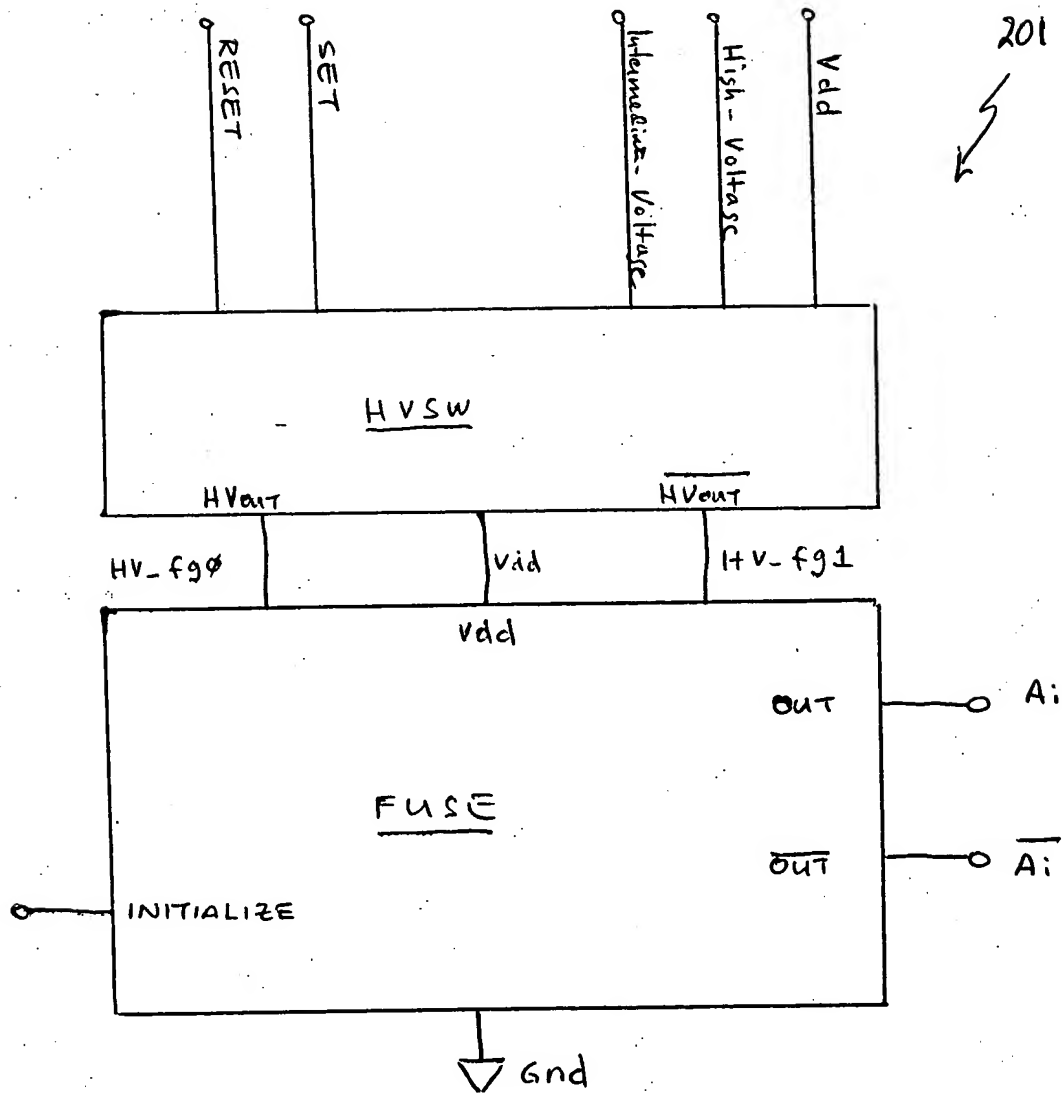 201
RESET
SET
Intermediate-Voltage
High-Voltage
Vdd
HVSW
HVOUT
HVOUT
HV_fg0
Vdd
HV_fg1
Vdd
OUT
Ai
FUSE
OUT
Ai
INITIALIZE
Gnd